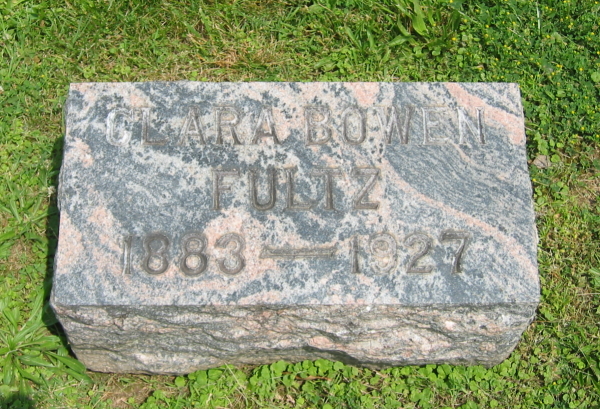 CLARA BOWEN
FULTZ
1883 — 1927